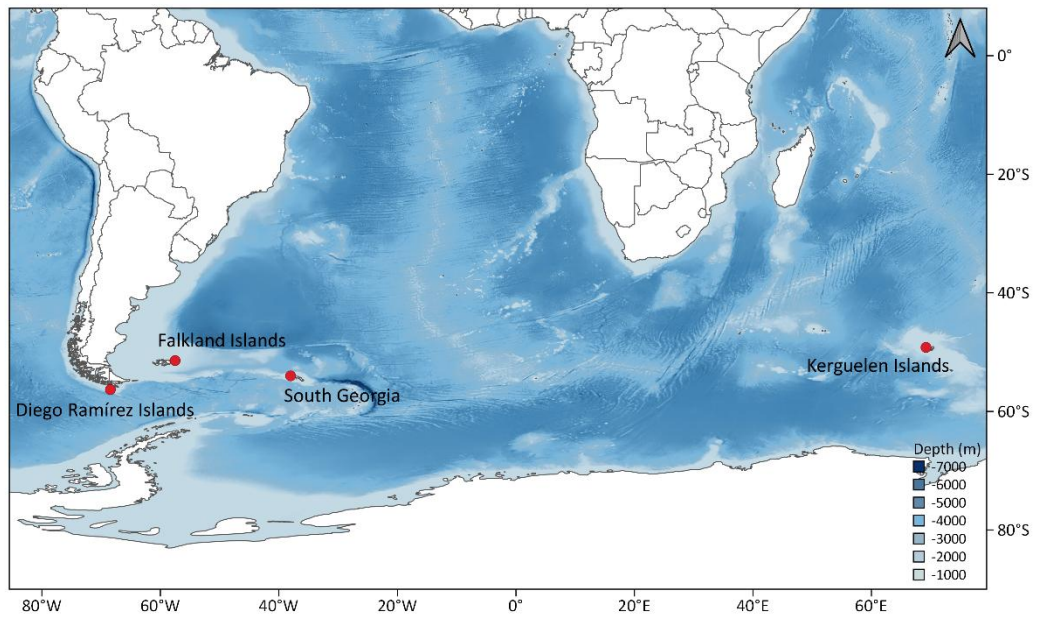 0°
20°S
40°S
Falkland Islands
Kerguelen Islands
South Georgia
Diego Ramírez Islands
60°S
Depth (m)
-7000
-6000
-5000
-4000
-3000
-2000
-1000
80°S
80°W 60°W 40°W 20°W 0° 20°E 40°E 60°E